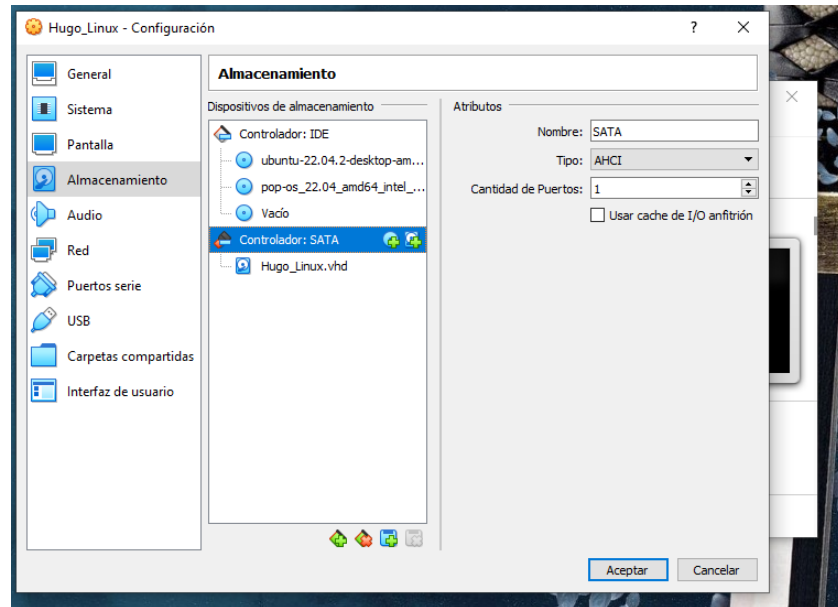 Hugo_Linux - Configuración
?
General
Sistema
Pantalla
Almacenamiento
Audio
Red
Puertos serie
USB
Carpetas compartidas
Interfaz de usuario
Almacenamiento
Dispositivos de almacenamiento
Controlador: IDE
ubuntu-22.04.2-desktop-am...
pop-os_22.04_amd64_intel_...
Vacío
Controlador: SATA
Hugo_Linux.vhd
Atributos
Nombre: SATA
Tipo: AHCI
Cantidad de Puertos: 1
Usar cache de I/O anfitrión
Aceptar Cancelar